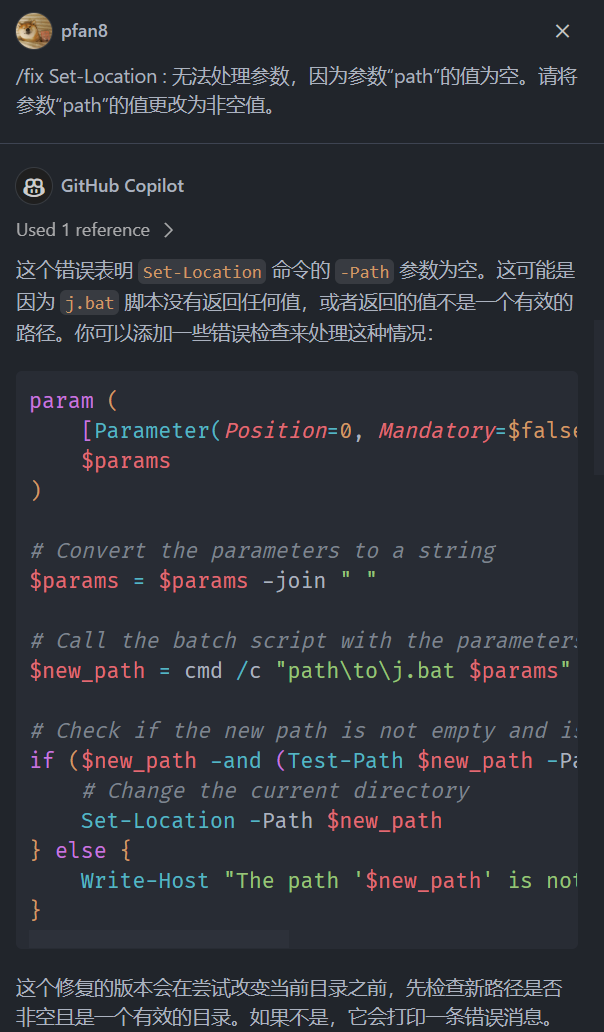 pfan8
/fix Set-Location : 无法处理参数，因为参数“path”的值为空。请将
参数“path”的值更改为非空值。
GitHub Copilot
Used 1 reference
这个错误表明 Set-Location 命令的 -Path 参数为空。这可能是
因为 j.bat 脚本没有返回任何值，或者返回的值不是一个有效的
路径。你可以添加一些错误检查来处理这种情况：
param (
    [Parameter(Position=0, Mandatory=$false
    $params
)
# Convert the parameters to a string
$params = $params -join " "
# Call the batch script with the parameters
$new_path = cmd /c "path\to\j.bat $params"
# Check if the new path is not empty and is
if ($new_path -and (Test-Path $new_path -Pa
    # Change the current directory
    Set-Location -Path $new_path
} else {
    Write-Host "The path '$new_path' is not
}
这个修复的版本会在尝试改变当前目录之前，先检查新路径是否
非空且是一个有效的目录。如果不是，它会打印一条错误消息。